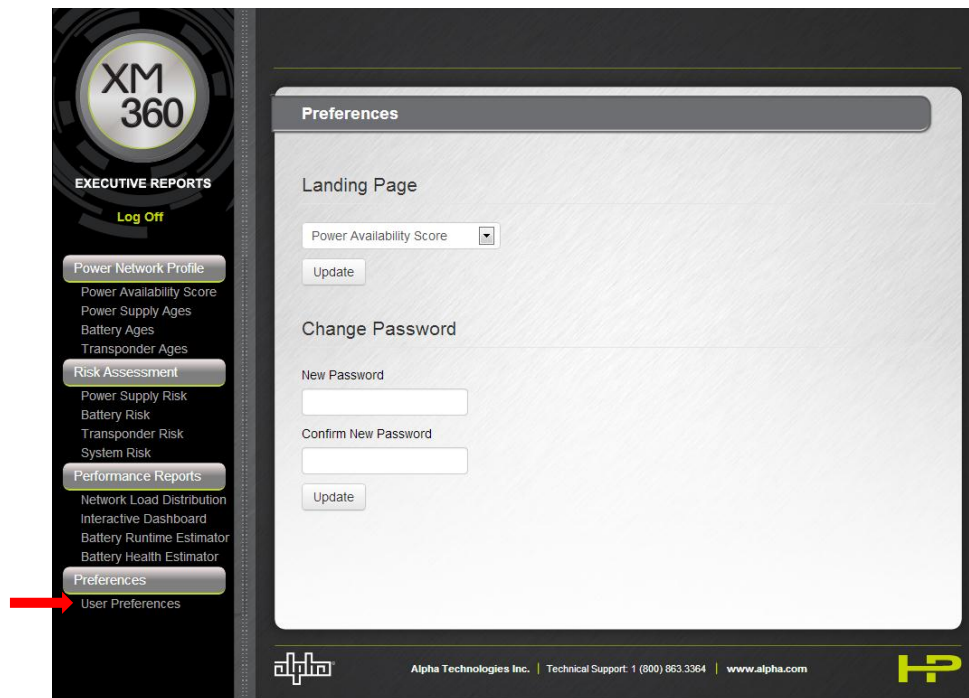 XM
360
EXECUTIVE REPORTS
Log Off
Power Network Profile
Power Availability Score
Power Supply Ages
Battery Ages
Transponder Ages
Risk Assessment
Power Supply Risk
Battery Risk
Transponder Risk
System Risk
Performance Reports
Network Load Distribution
Interactive Dashboard
Battery Runtime Estimator
Battery Health Estimator
Preferences
User Preferences
Preferences
Landing Page
Power Availability Score
Update
Change Password
New Password
Confirm New Password
Update
alpha
Alpha Technologies Inc. | Technical Support: 1 (800) 863.3364 | www.alpha.com
HP